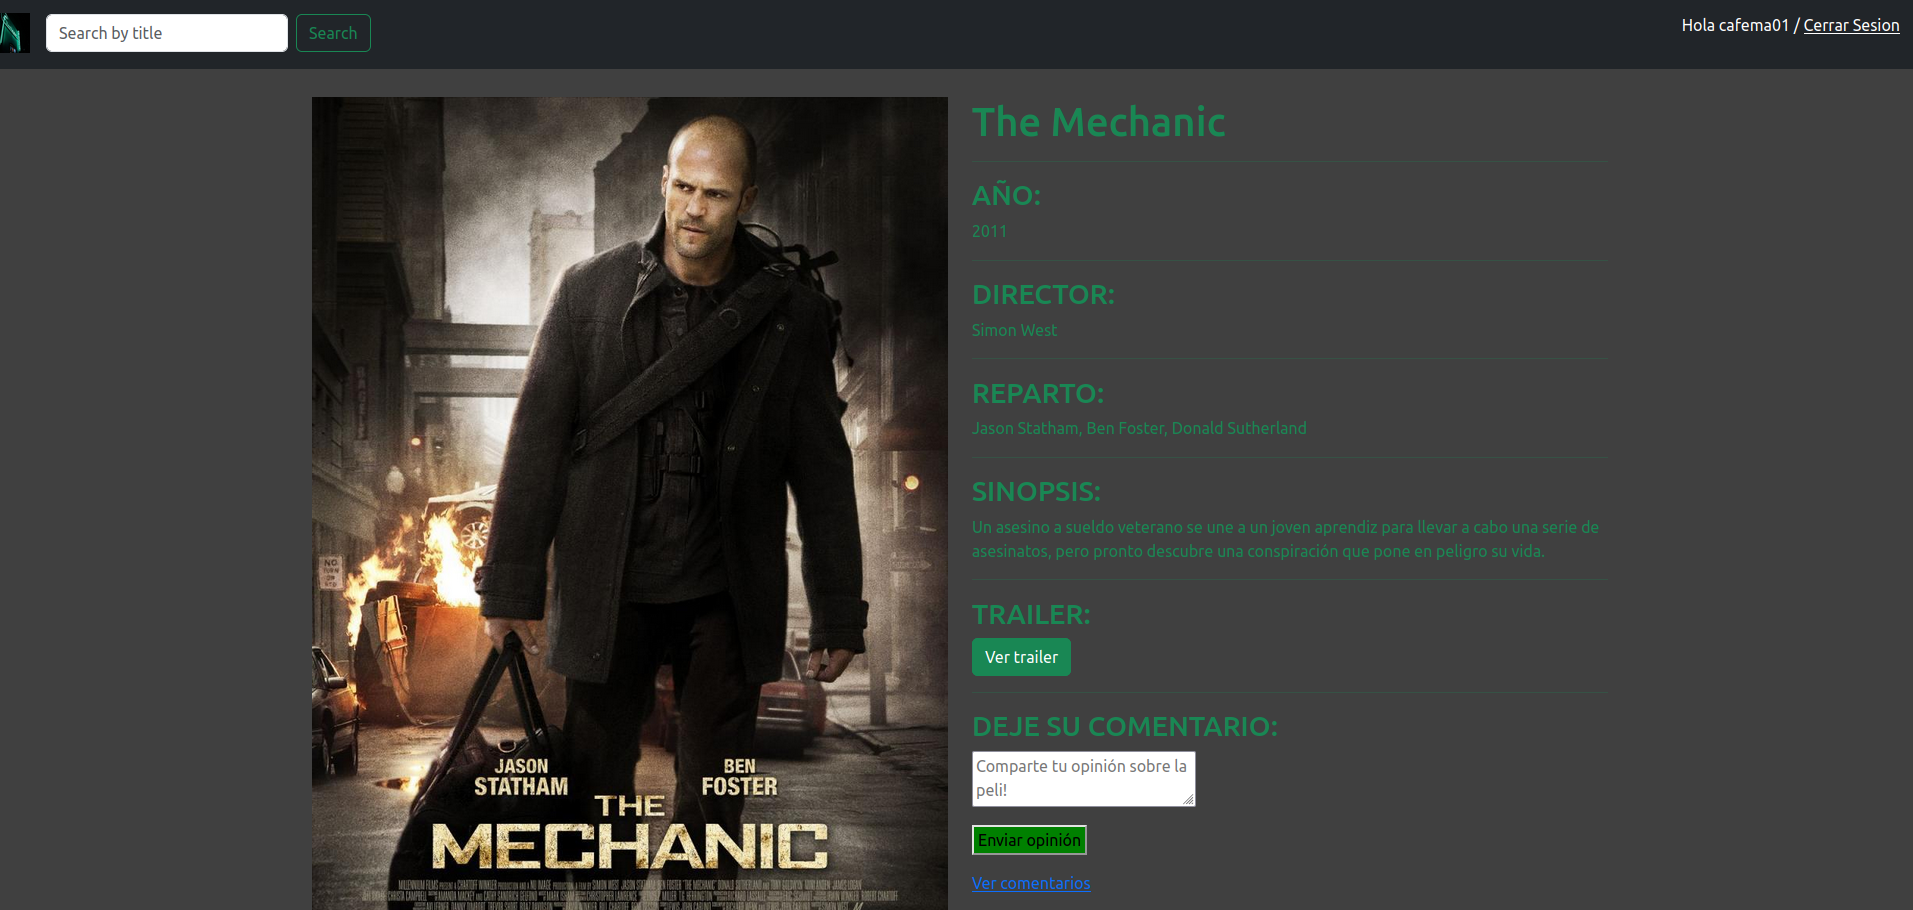 Search by title
Search
Hola cafema01 / Cerrar Sesion
The Mechanic
AÑO:
2011
DIRECTOR:
Simon West
REPARTO:
Jason Statham, Ben Foster, Donald Sutherland
SINOPSIS:
Un asesino a sueldo veterano se une a un joven aprendiz para llevar a cabo una serie de
asesinatos, pero pronto descubre una conspiración que pone en peligro su vida.
TRAILER:
Ver trailer
DEJE SU COMENTARIO:
Comparte tu opinión sobre la
peli!
Enviar opinión
Ver comentarios
JASON
STATHAM
BEN
FOSTER
THE
MECHANIC